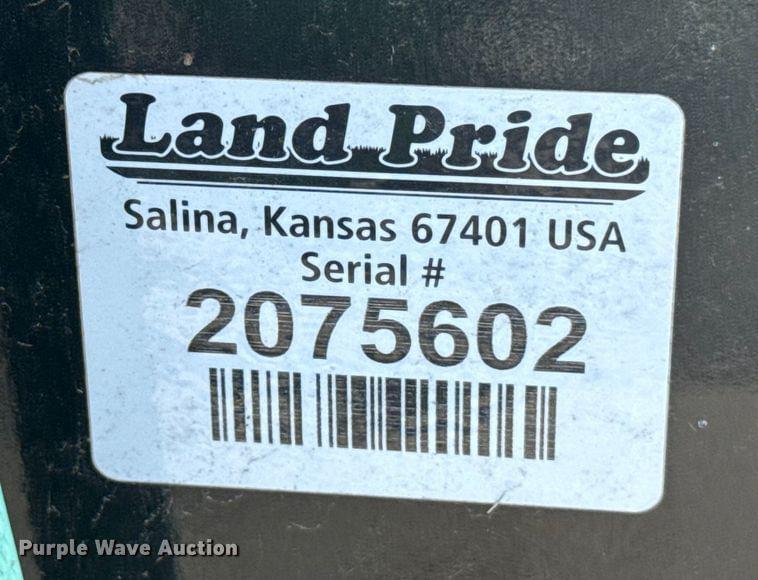 Land Pride
Salina, Kansas 67401 USA
Serial #
2075602
Purple Wave Auction